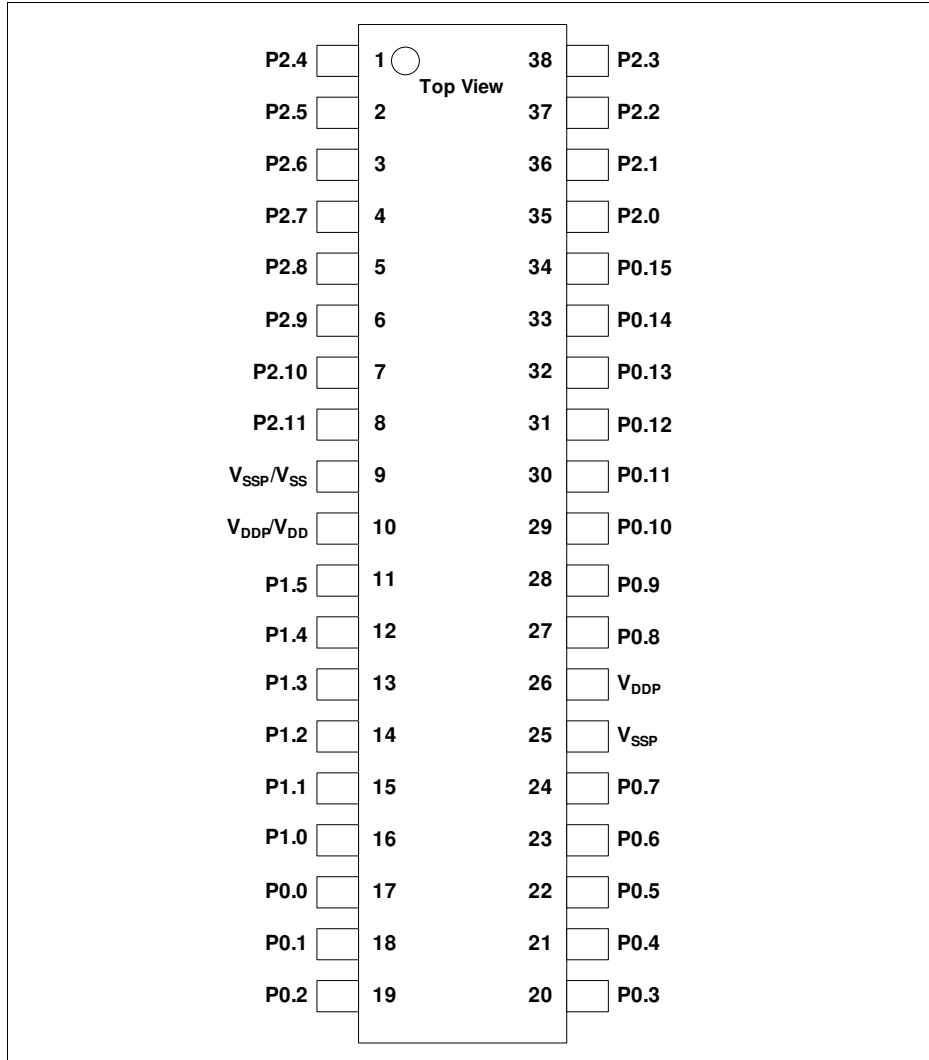 P2.4 1 38 P2.3
Top View
P2.5 2 37 P2.2
P2.6 3 36 P2.1
P2.7 4 35 P2.0
P2.8 5 34 P0.15
P2.9 6 33 P0.14
P2.10 7 32 P0.13
P2.11 8 31 P0.12
VSSP/VSS 9 30 P0.11
VDDP/VDD 10 29 P0.10
P1.5 11 28 P0.9
P1.4 12 27 P0.8
P1.3 13 26 VDDP
P1.2 14 25 VSSP
P1.1 15 24 P0.7
P1.0 16 23 P0.6
P0.0 17 22 P0.5
P0.1 18 21 P0.4
P0.2 19 20 P0.3